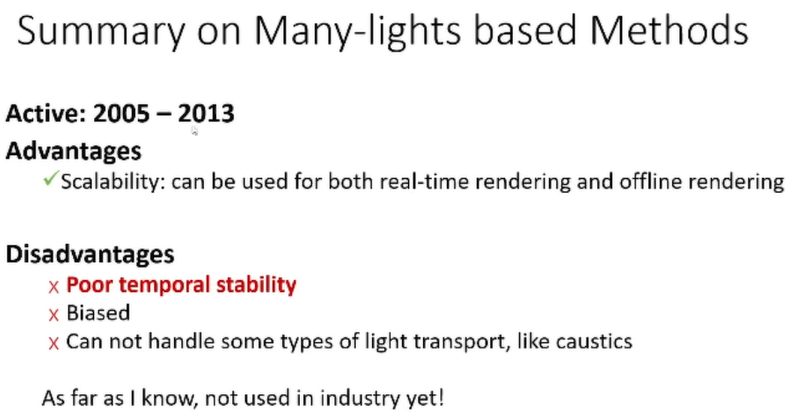 Summary on Many-lights based Methods
Active: 2005 – 2013
Advantages
✓Scalability: can be used for both real-time rendering and offline rendering
Disadvantages
x Poor temporal stability
x Biased
x Can not handle some types of light transport, like caustics
As far as I know, not used in industry yet!